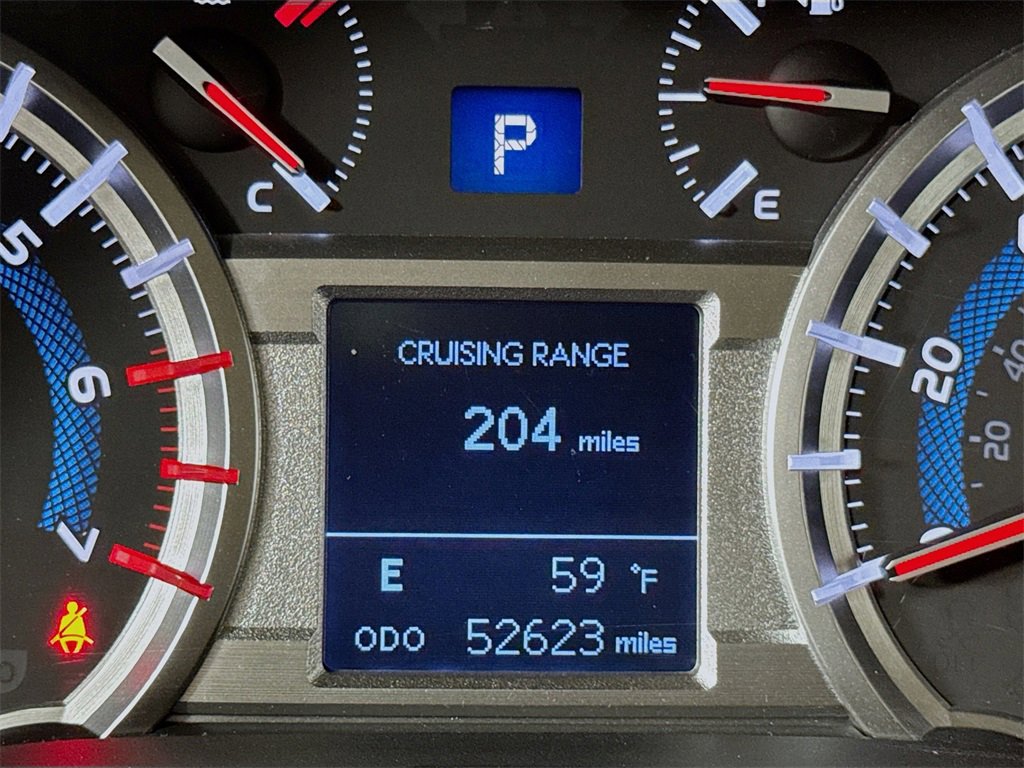 P
C
E
5
6
7
CRUISING RANGE
204 miles
E 59 °F
ODO 52623 miles
20
40
20